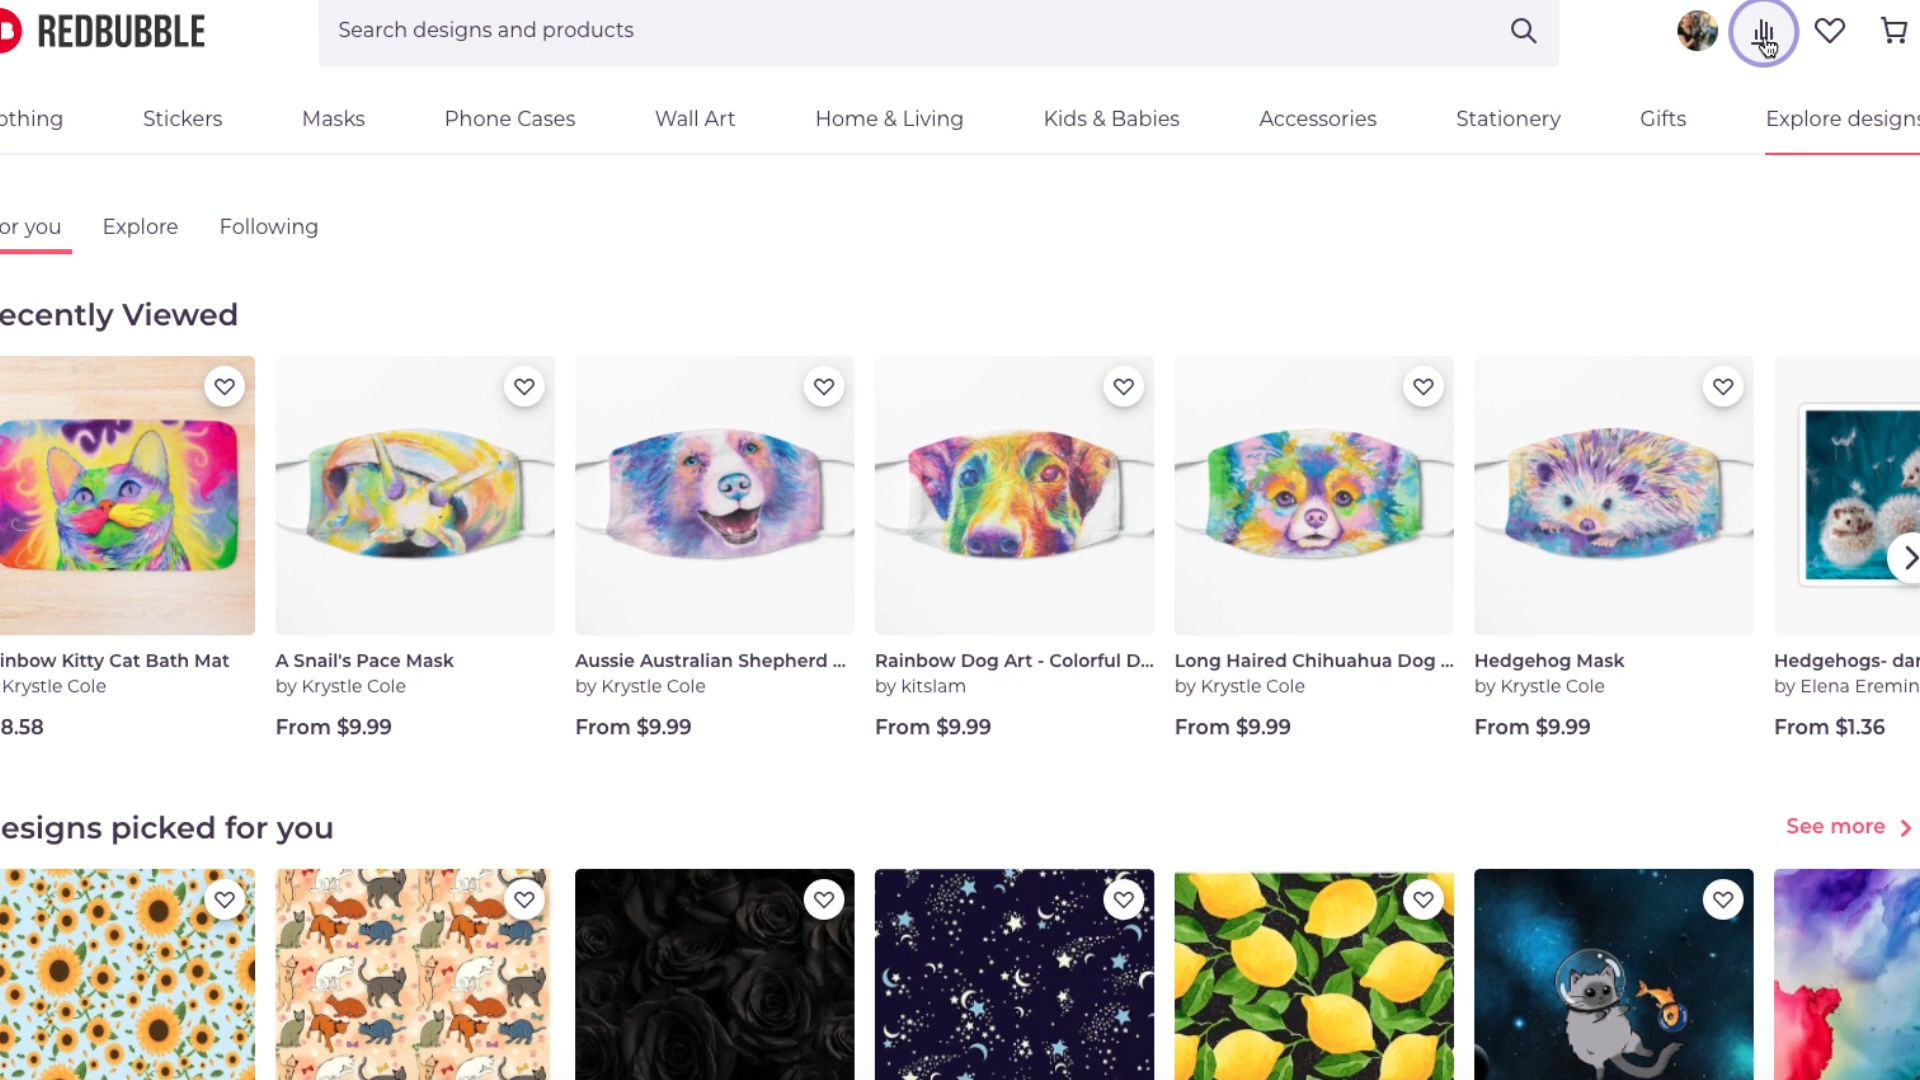 REDBUBBLE
Search designs and products
othing Stickers Masks Phone Cases Wall Art Home & Living Kids & Babies Accessories Stationery Gifts Explore designs
or you Explore Following
ecently Viewed
inbow Kitty Cat Bath Mat
Krystle Cole
8.58
A Snail's Pace Mask
by Krystle Cole
From $9.99
Aussie Australian Shepherd ...
by Krystle Cole
From $9.99
Rainbow Dog Art - Colorful D...
by kitslam
From $9.99
Long Haired Chihuahua Dog ...
by Krystle Cole
From $9.99
Hedgehog Mask
by Krystle Cole
From $9.99
Hedgehogs- dan
by Elena Eremin
From $1.36
esigns picked for you
See more